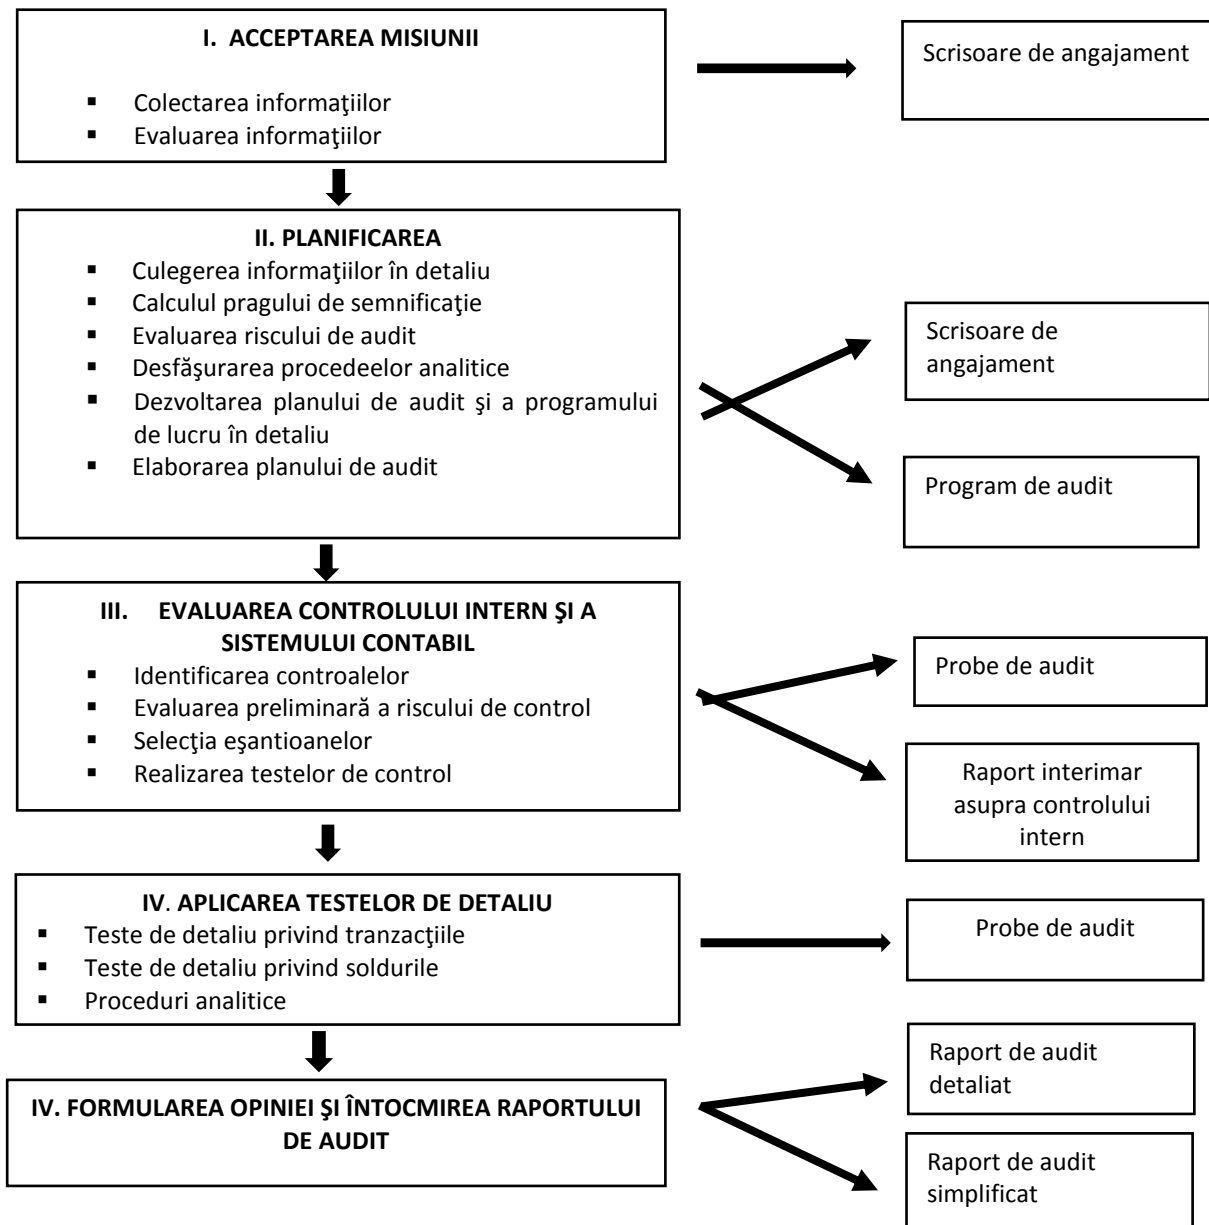 I. ACCEPTAREA MISIUNII
▪ Colectarea informaţiilor
▪ Evaluarea informaţiilor
Scrisoare de angajament
II. PLANIFICAREA
▪ Culegerea informaţiilor în detaliu
▪ Calculul pragului de semnificaţie
▪ Evaluarea riscului de audit
▪ Desfăşurarea procedeelor analitice
▪ Dezvoltarea planului de audit şi a programului
de lucru în detaliu
▪ Elaborarea planului de audit
Scrisoare de
angajament
Program de audit
III. EVALUAREA CONTROLULUI INTERN ŞI A
SISTEMULUI CONTABIL
▪ Identificarea controalelor
▪ Evaluarea preliminară a riscului de control
▪ Selecţia eşantioanelor
▪ Realizarea testelor de control
Probe de audit
Raport interimar
asupra controlului
intern
IV. APLICAREA TESTELOR DE DETALIU
▪ Teste de detaliu privind tranzacţiile
▪ Teste de detaliu privind soldurile
▪ Proceduri analitice
Probe de audit
IV. FORMULAREA OPINIEI ŞI ÎNTOCMIREA RAPORTULUI
DE AUDIT
Raport de audit
detaliat
Raport de audit
simplificat